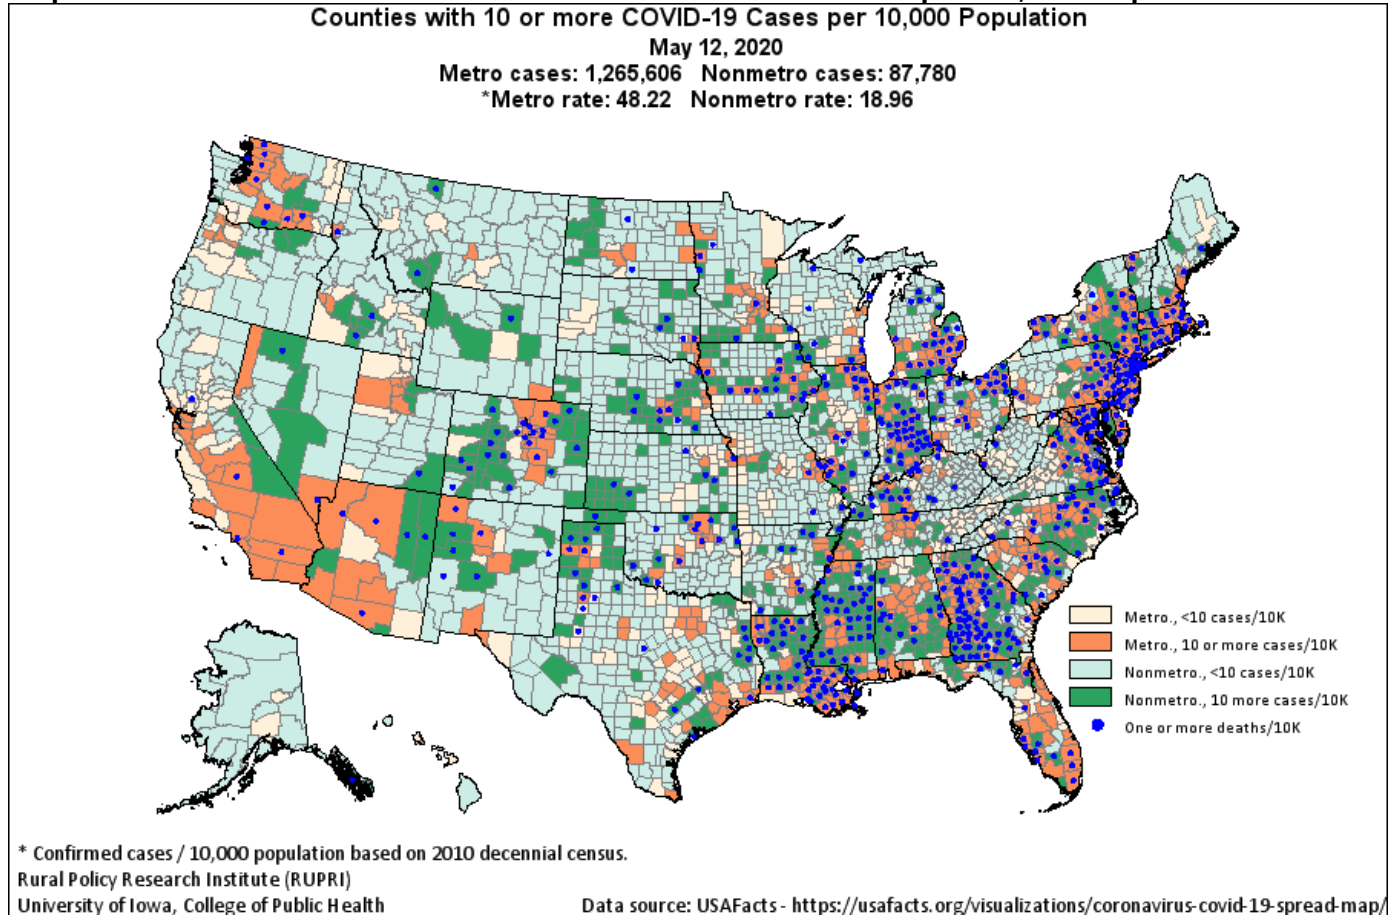 Counties with 10 or more COVID-19 Cases per 10,000 Population
May 12, 2020
Metro cases: 1,265,606 Nonmetro cases: 87,780
*Metro rate: 48.22 Nonmetro rate: 18.96
Metro., <10 cases/10K
Metro., 10 or more cases/10K
Nonmetro., <10 cases/10K
Nonmetro., 10 more cases/10K
One or more deaths/10K
* Confirmed cases / 10,000 population based on 2010 decennial census.
Rural Policy Research Institute (RUPRI)
University of Iowa, College of Public Health
Data source: USAFacts - https://usafacts.org/visualizations/coronavirus-covid-19-spread-map/